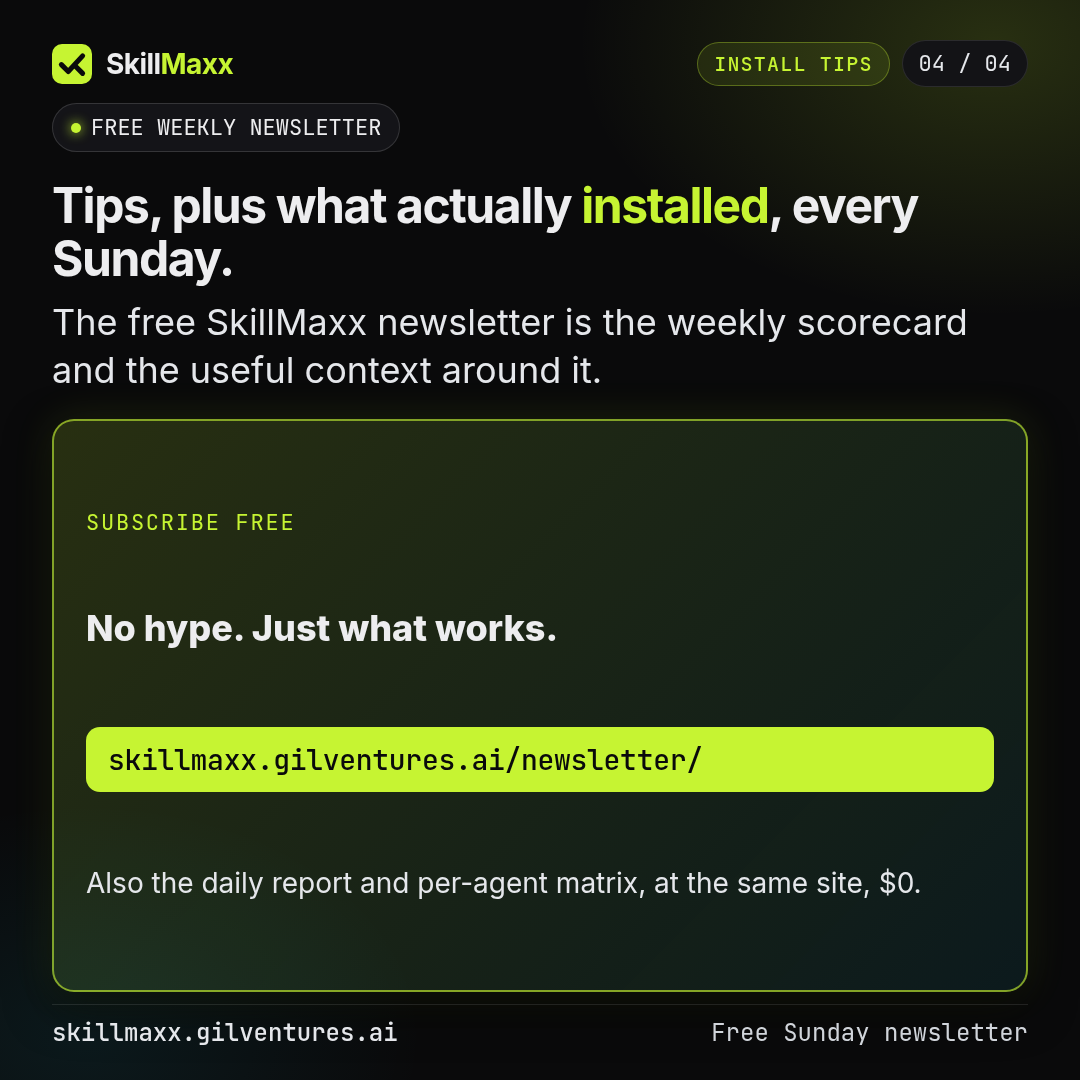 SkillMaxx
INSTALL TIPS
04 / 04
FREE WEEKLY NEWSLETTER
Tips, plus what actually installed, every
Sunday.
The free SkillMaxx newsletter is the weekly scorecard
and the useful context around it.
SUBSCRIBE FREE
No hype. Just what works.
skillmaxx.gilventures.ai/newsletter/
Also the daily report and per-agent matrix, at the same site, $0.
skillmaxx.gilventures.ai
Free Sunday newsletter